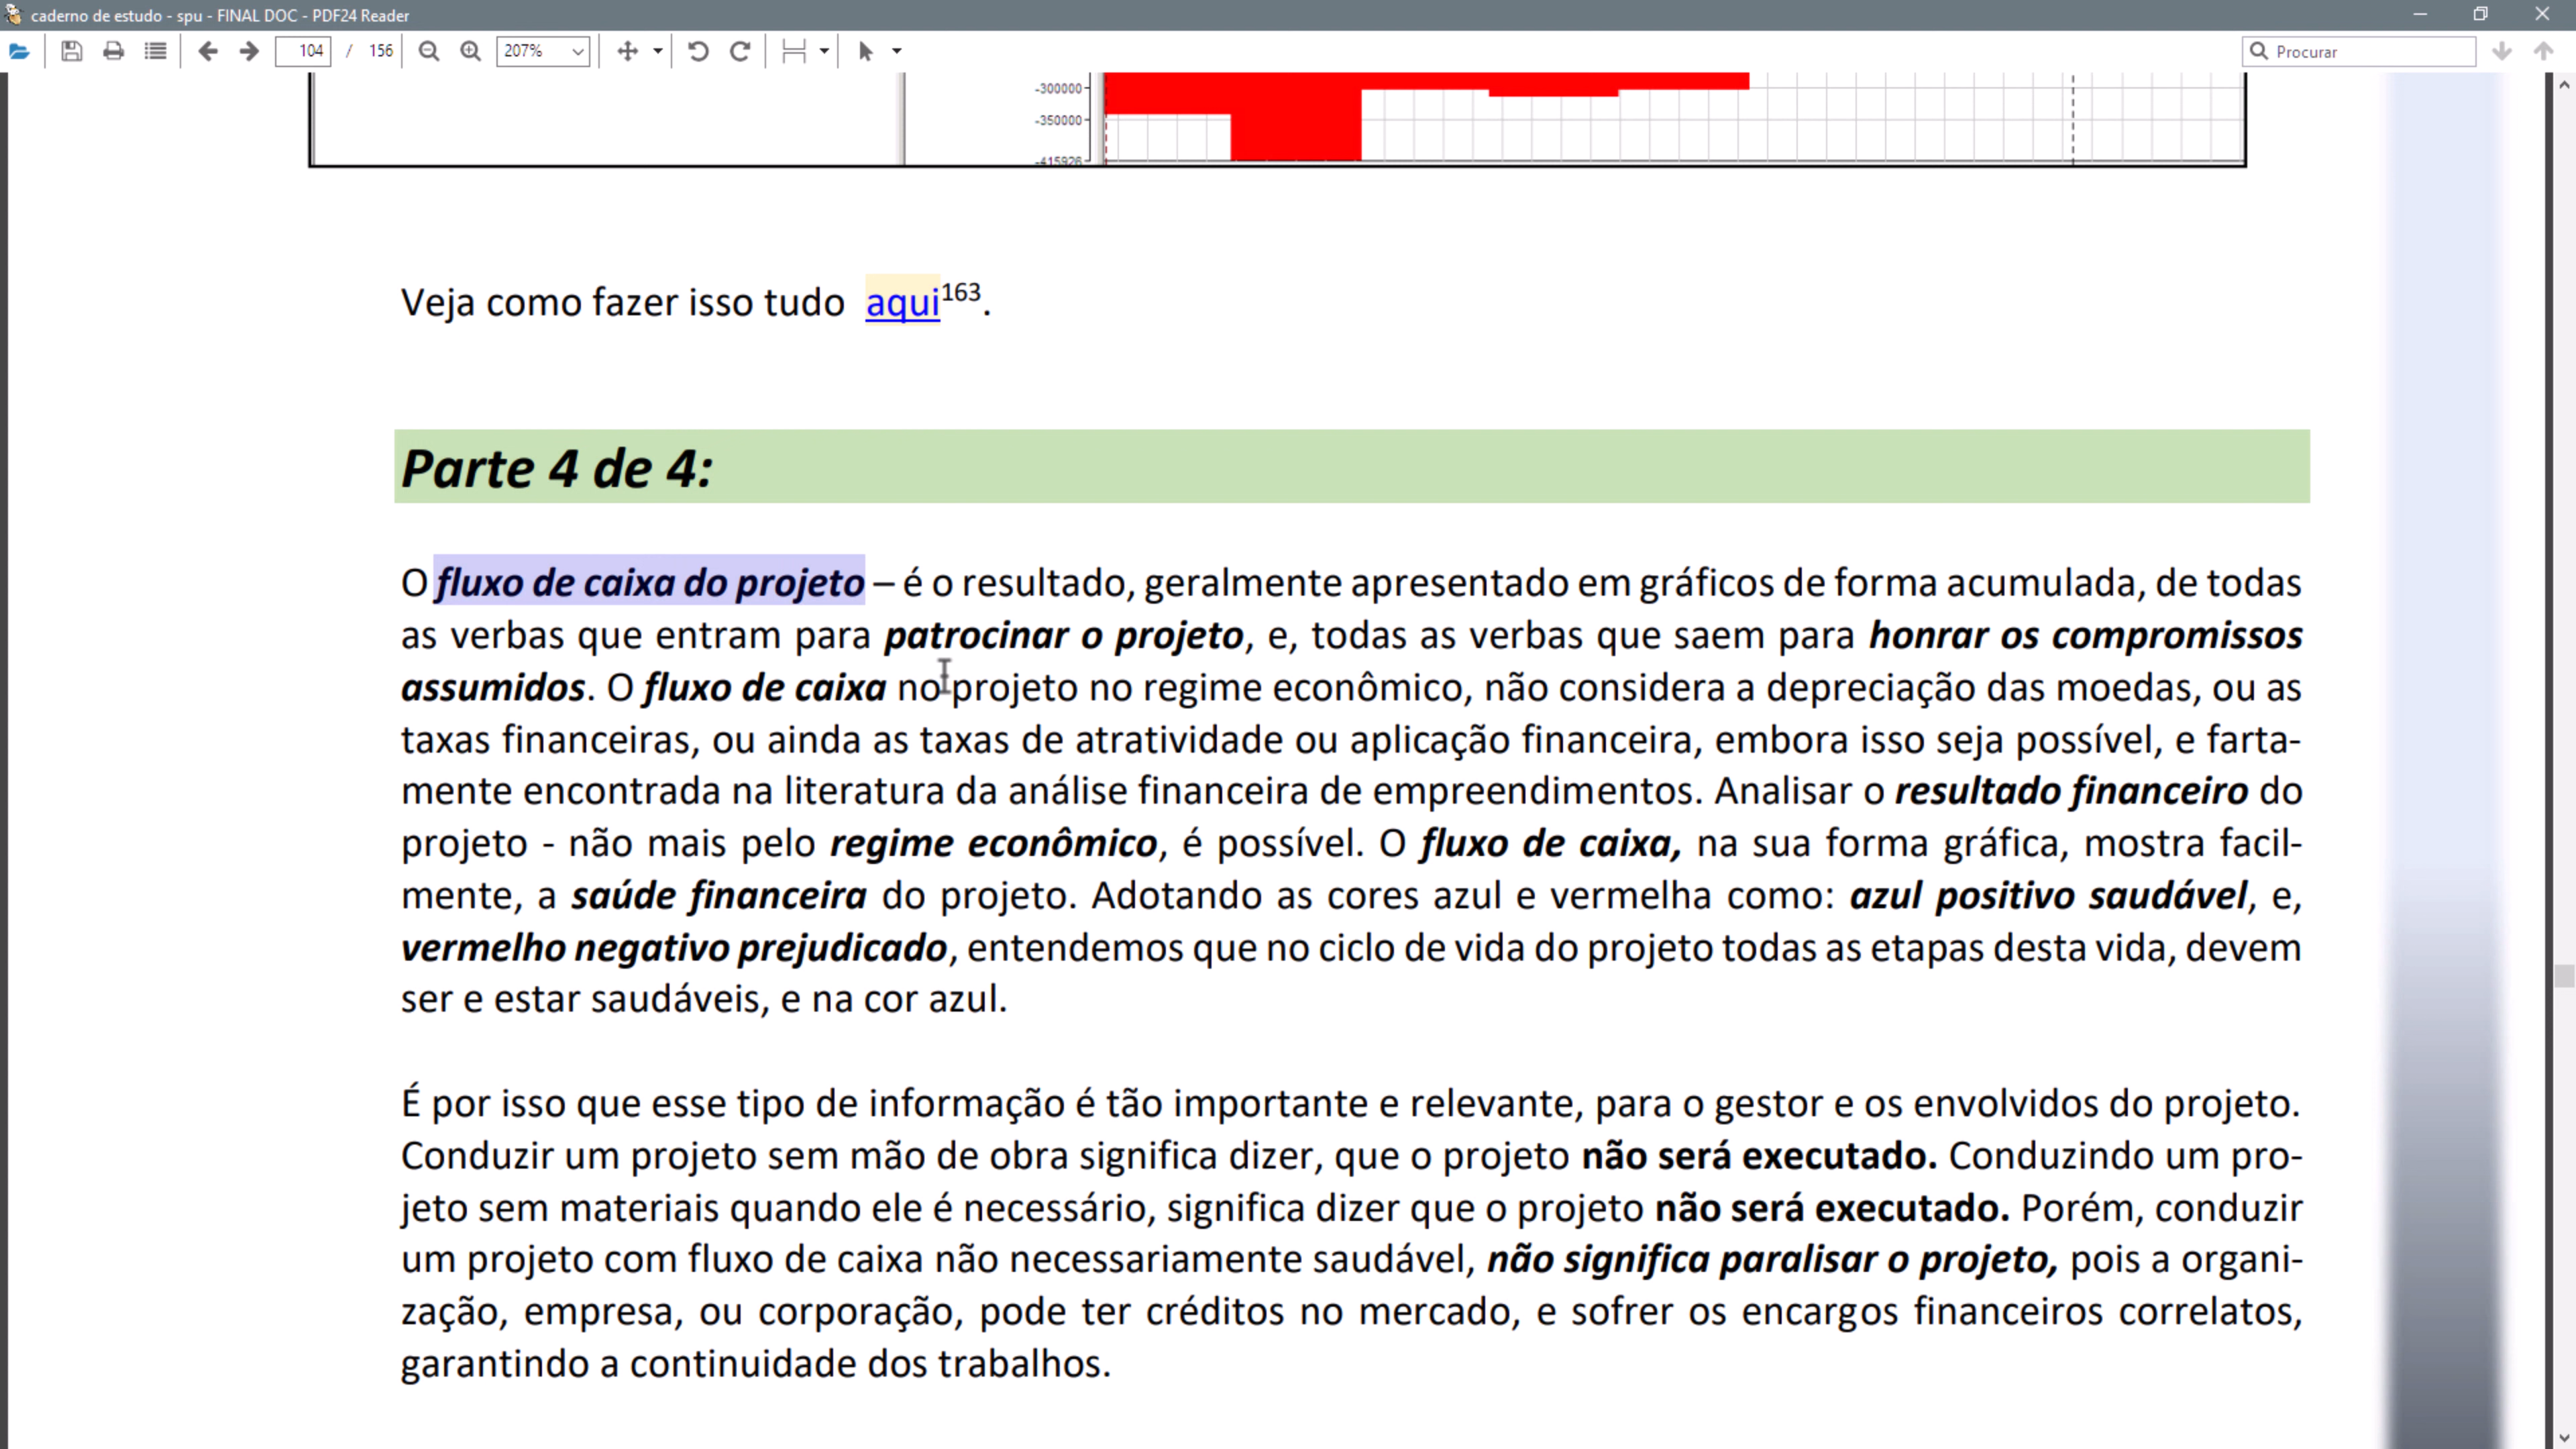 caderno de estudo - spu - FINAL DOC - PDF24 Reader
104 / 156 207% Procurar
-300000
-350000
-415926
Veja como fazer isso tudo aqui163.
Parte 4 de 4:
O fluxo de caixa do projeto – é o resultado, geralmente apresentado em gráficos de forma acumulada, de todas
as verbas que entram para patrocinar o projeto, e, todas as verbas que saem para honrar os compromissos
assumidos. O fluxo de caixa no projeto no regime econômico, não considera a depreciação das moedas, ou as
taxas financeiras, ou ainda as taxas de atratividade ou aplicação financeira, embora isso seja possível, e farta-
mente encontrada na literatura da análise financeira de empreendimentos. Analisar o resultado financeiro do
projeto - não mais pelo regime econômico, é possível. O fluxo de caixa, na sua forma gráfica, mostra facil-
mente, a saúde financeira do projeto. Adotando as cores azul e vermelha como: azul positivo saudável, e,
vermelho negativo prejudicado, entendemos que no ciclo de vida do projeto todas as etapas desta vida, devem
ser e estar saudáveis, e na cor azul.
É por isso que esse tipo de informação é tão importante e relevante, para o gestor e os envolvidos do projeto.
Conduzir um projeto sem mão de obra significa dizer, que o projeto não será executado. Conduzindo um pro-
jeto sem materiais quando ele é necessário, significa dizer que o projeto não será executado. Porém, conduzir
um projeto com fluxo de caixa não necessariamente saudável, não significa paralisar o projeto, pois a organi-
zação, empresa, ou corporação, pode ter créditos no mercado, e sofrer os encargos financeiros correlatos,
garantindo a continuidade dos trabalhos.